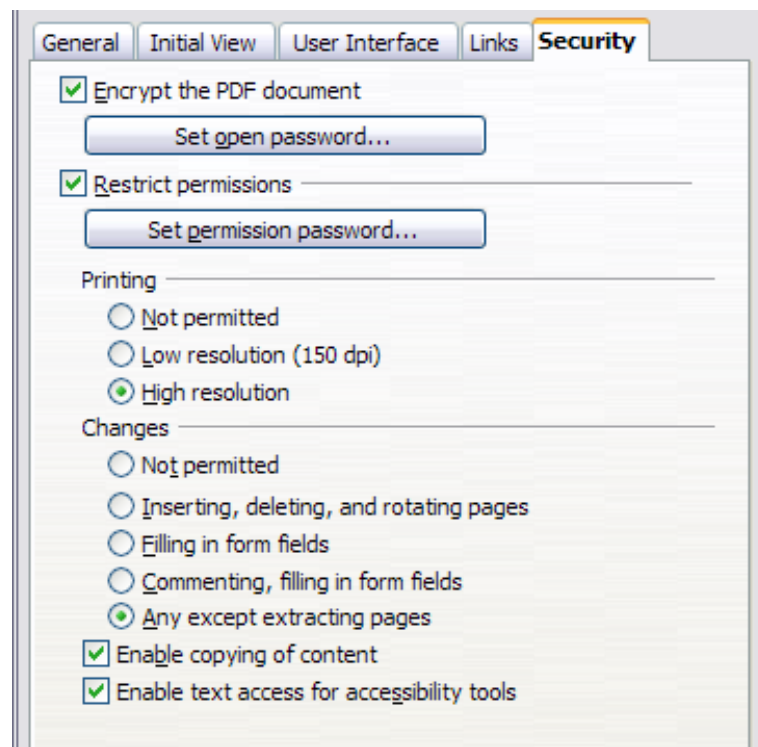 General Initial View User Interface Links Security
Encrypt the PDF document
Set open password...
Restrict permissions
Set permission password...
Printing
Not permitted
Low resolution (150 dpi)
High resolution
Changes
Not permitted
Inserting, deleting, and rotating pages
Filling in form fields
Commenting, filling in form fields
Any except extracting pages
Enable copying of content
Enable text access for accessibility tools